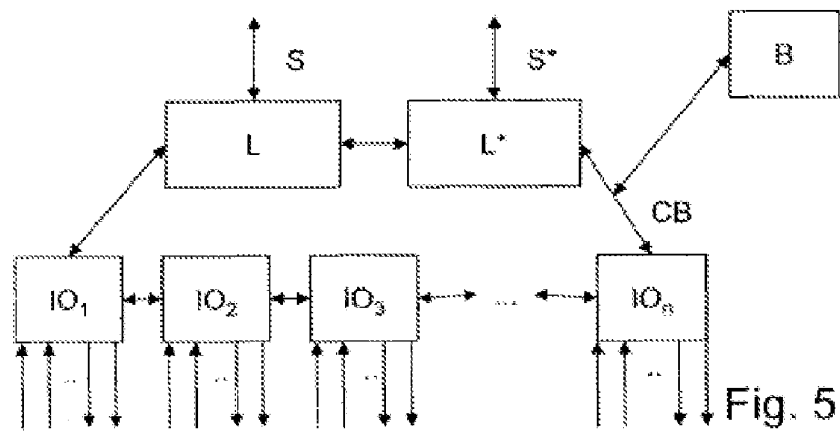 S S* B
L L*
CB
IO₁ IO₂ IO₃ ... IOₙ
.. .. .. ..
Fig. 5